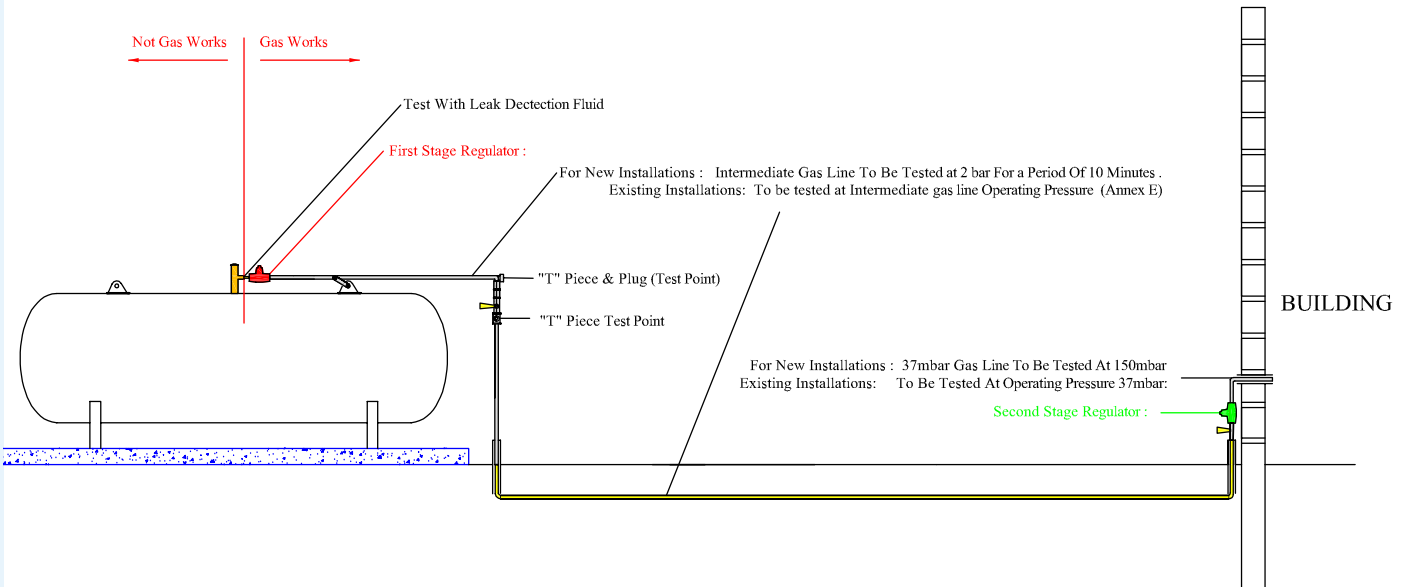 Not Gas Works
Gas Works
Test With Leak Dectection Fluid
First Stage Regulator :
For New Installations : Intermediate Gas Line To Be Tested at 2 bar For a Period Of 10 Minutes .
Existing Installations: To be tested at Intermediate gas line Operating Pressure (Annex E)
"T" Piece & Plug (Test Point)
"T" Piece Test Point
BUILDING
For New Installations : 37mbar Gas Line To Be Tested At 150mbar
Existing Installations: To Be Tested At Operating Pressure 37mbar:
Second Stage Regulator :